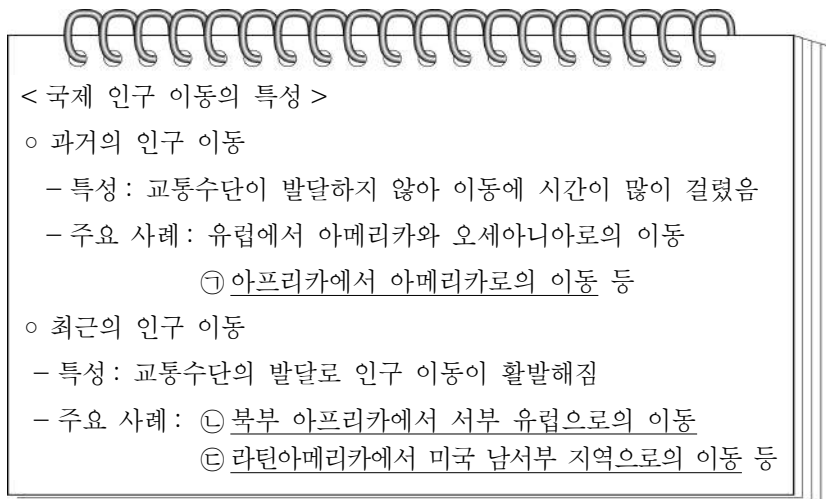 < 국제 인구 이동의 특성 >
○ 과거의 인구 이동
－ 특성 : 교통수단이 발달하지 않아 이동에 시간이 많이 걸렸음
－ 주요 사례 : 유럽에서 아메리카와 오세아니아로의 이동
㉠ 아프리카에서 아메리카로의 이동 등
○ 최근의 인구 이동
－ 특성 : 교통수단의 발달로 인구 이동이 활발해짐
－ 주요 사례 : ㉡ 북부 아프리카에서 서부 유럽으로의 이동
㉢ 라틴아메리카에서 미국 남서부 지역으로의 이동 등